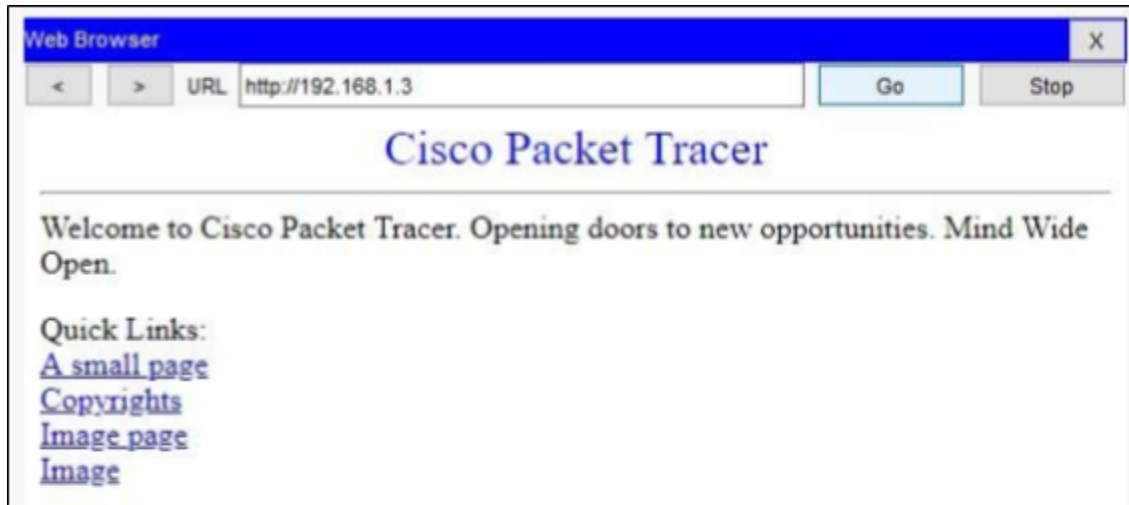 Web Browser X
< > URL http://192.168.1.3 Go Stop
Cisco Packet Tracer
Welcome to Cisco Packet Tracer. Opening doors to new opportunities. Mind Wide
Open.
Quick Links:
A small page
Copyrights
Image page
Image